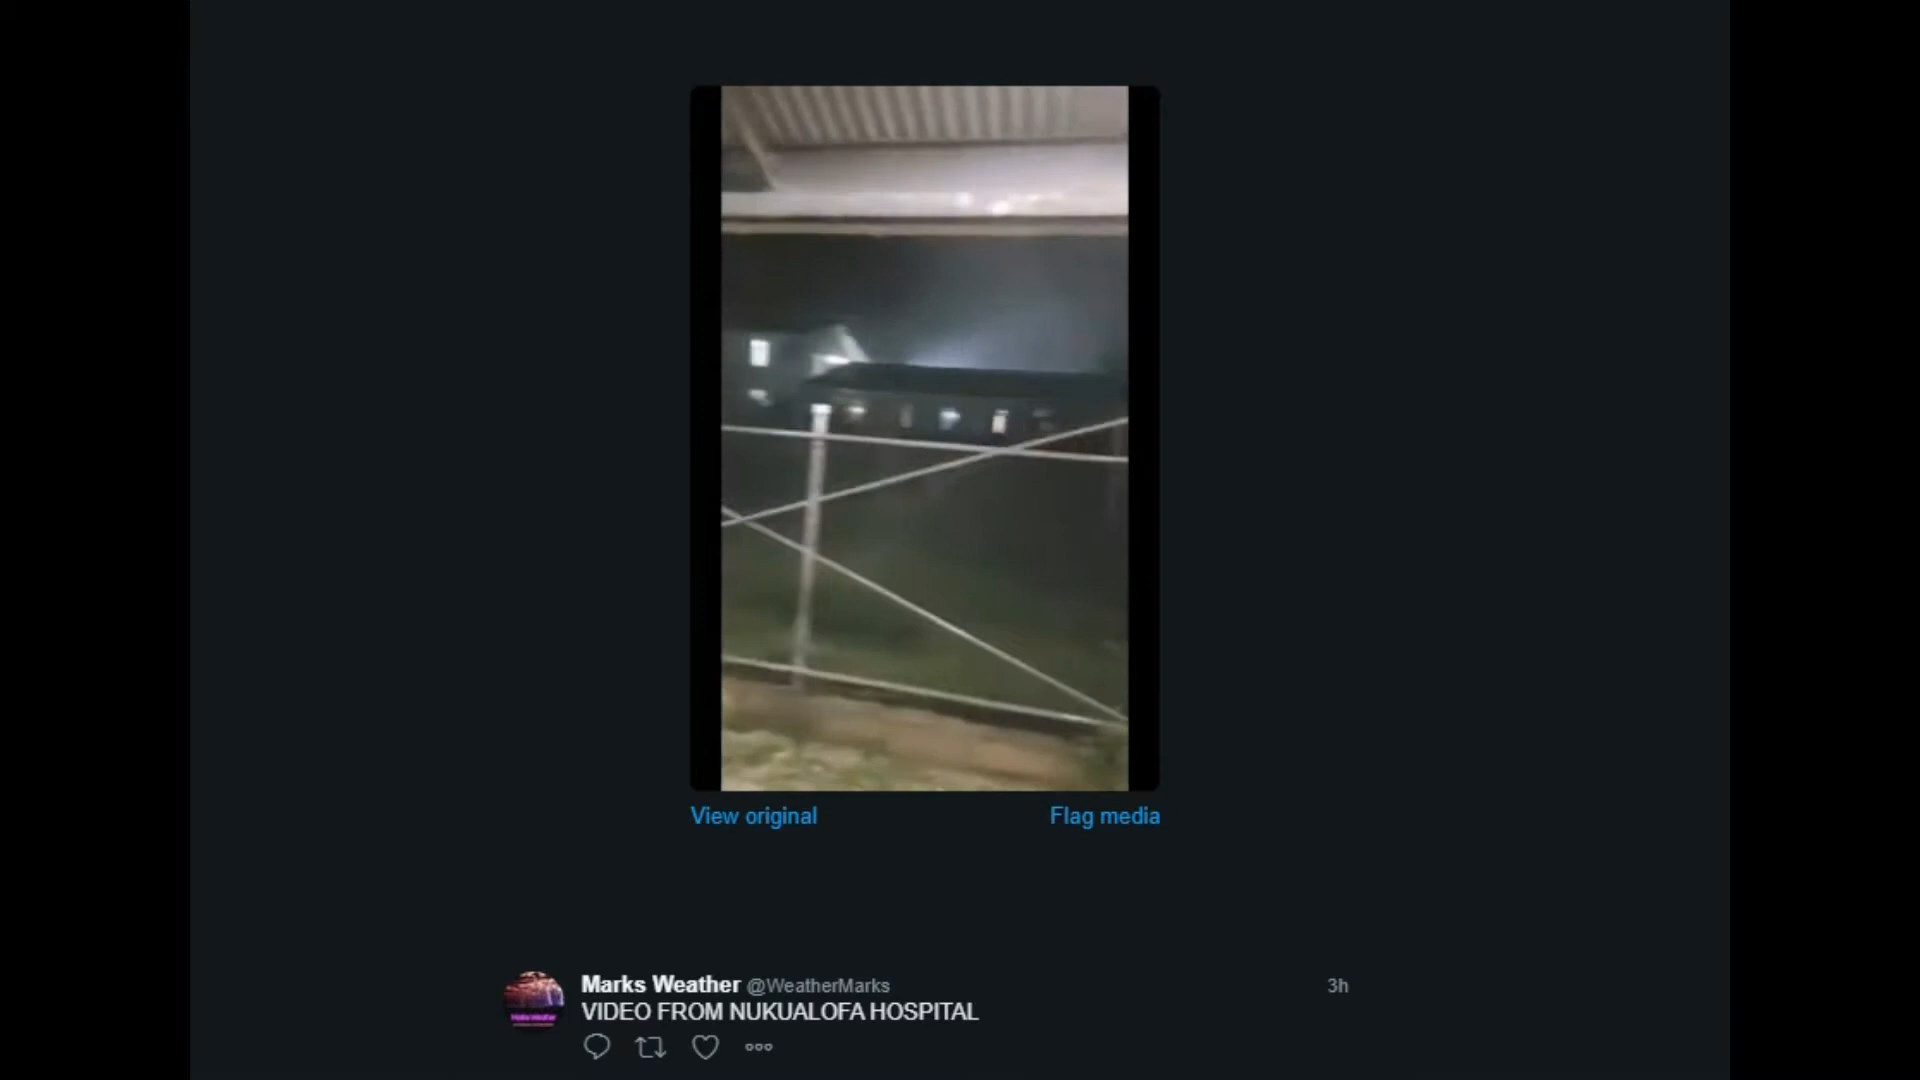 View original
Flag media
Marks Weather @WeatherMarks
3h
VIDEO FROM NUKUALOFA HOSPITAL